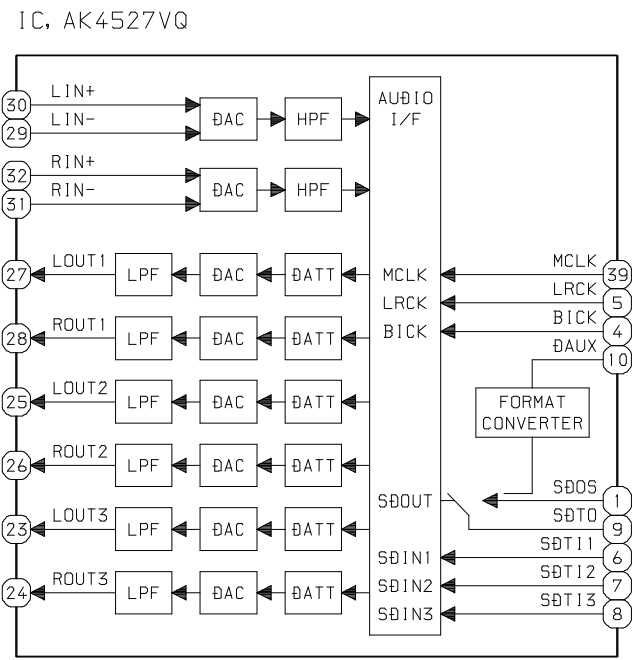 IC, AK4527VQ
30 LIN+ AUDIO
29 LIN- DAC HPF I/F
32 RIN+
31 RIN- DAC HPF
27 LOUT1 LPF DAC DATT MCLK MCLK 39
LRCK LRCK 5
28 ROUT1 LPF DAC DATT BICK BICK 4
DAUX 10
25 LOUT2 LPF DAC DATT FORMAT
CONVERTER
26 ROUT2 LPF DAC DATT
SDOUT SDOS 1
23 LOUT3 LPF DAC DATT SDTO 9
SDIN1 SDTI1 6
24 ROUT3 LPF DAC DATT SDIN2 SDTI2 7
SDIN3 SDTI3 8